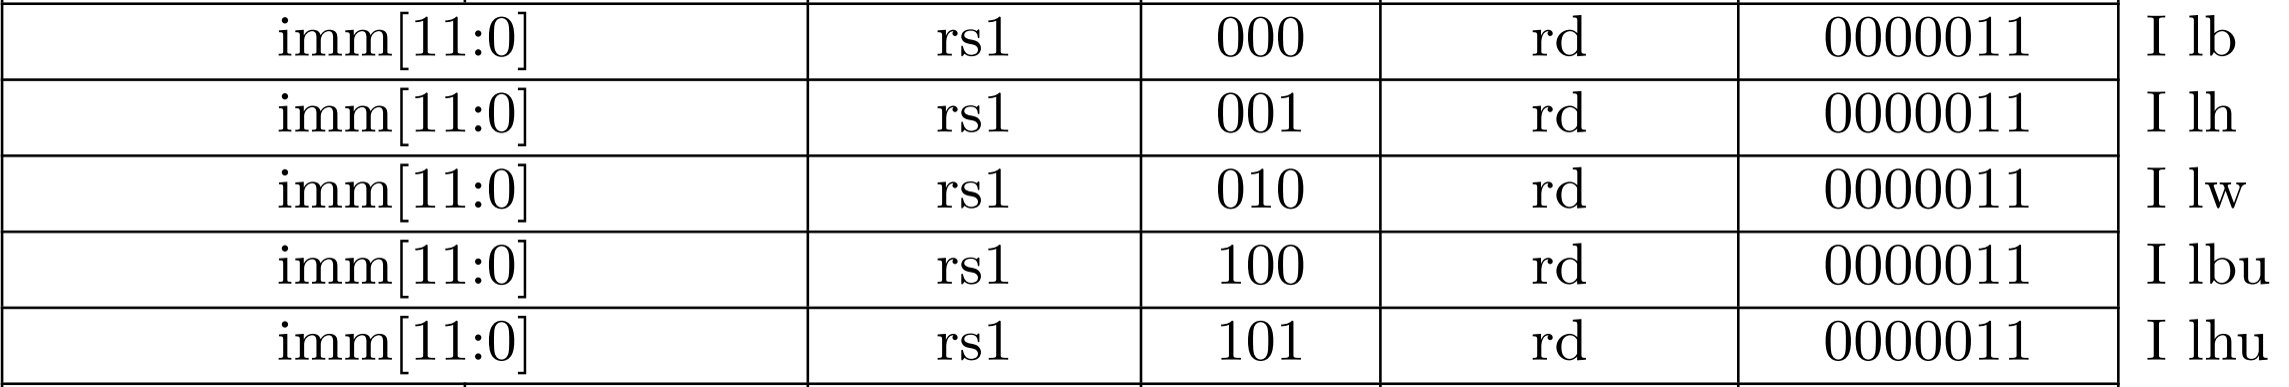 imm[11:0] rs1 000 rd 0000011 I lb
imm[11:0] rs1 001 rd 0000011 I lh
imm[11:0] rs1 010 rd 0000011 I lw
imm[11:0] rs1 100 rd 0000011 I lbu
imm[11:0] rs1 101 rd 0000011 I lhu